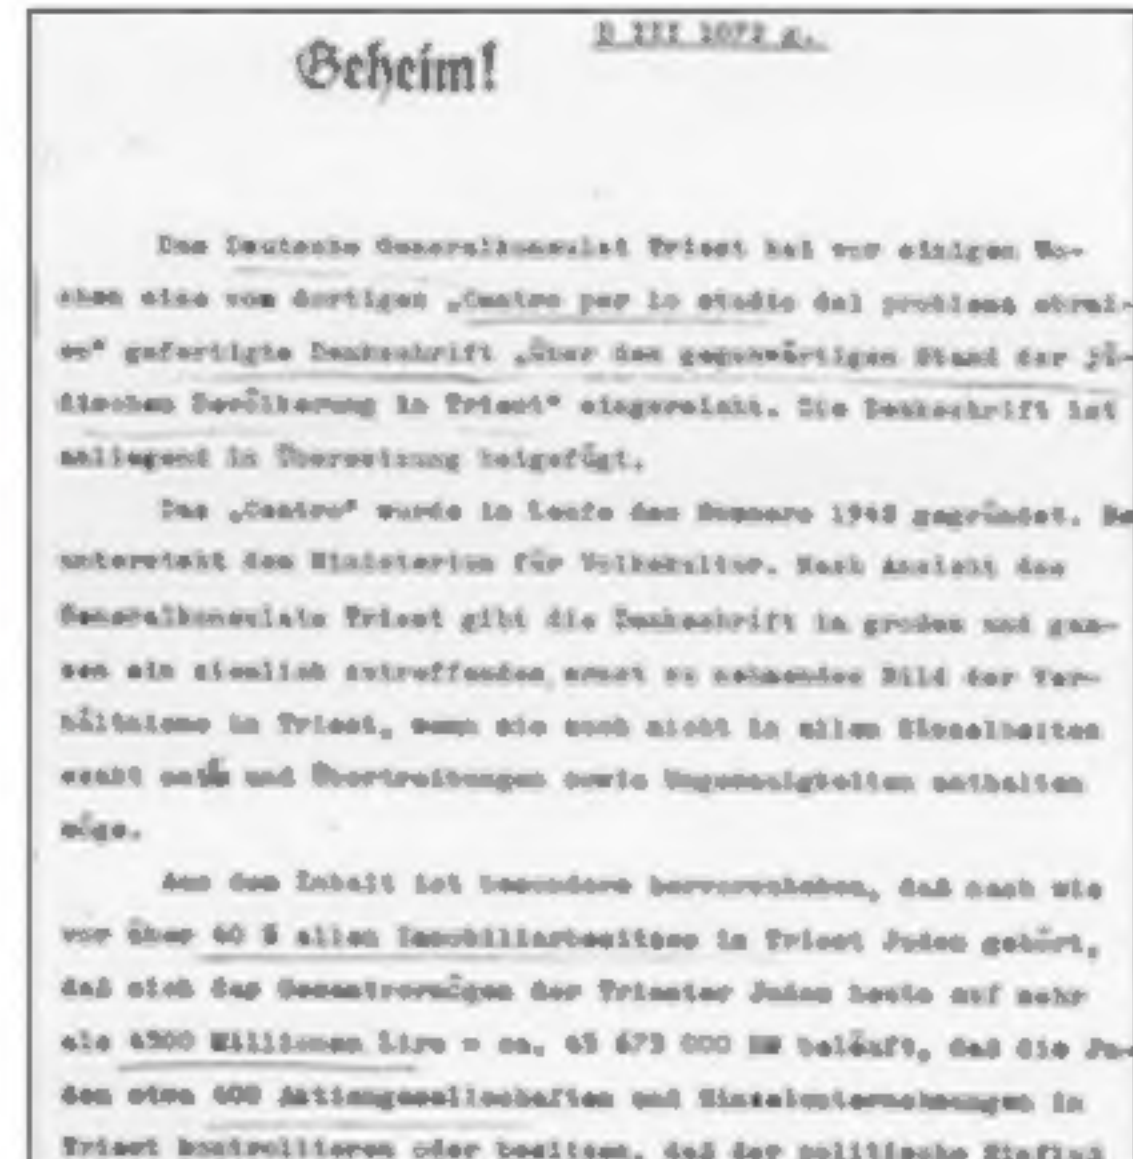 D III 1072 g.
Geheim!
Das Deutsche Generalkonsulat Triest hat vor einigen Wo-
chen eine vom dortigen „Centro per lo studio del problema ebrai-
co" gefertigte Denkschrift „Über den gegenwärtigen Stand der jü-
dischen Bevölkerung in Triest" eingereicht. Die Denkschrift ist
anliegend in Übersetzung beigefügt.
Das „Centro" wurde im Laufe des Sommers 1942 gegründet.
untersteht dem Ministerium für Volkskultur. Nach Ansicht des
Generalkonsulats Triest gibt die Denkschrift im großen und gan-
zen ein ziemlich zutreffendes ernst zu nehmendes Bild der Ver-
hältnisse in Triest, wenn sie auch nicht in allen Einzelheiten
exakt und Übertreibungen sowie Ungenauigkeiten enthalten
möge.
Aus dem Inhalt ist besonders hervorzuheben, daß nach wie
vor über 60 % allen Immobiliarbesitzes in Triest Juden gehört,
daß sich das Gesamtvermögen der Triester Juden heute auf mehr
als Millionen Lire = ca. 000 RM beläuft, daß die Ju-
den etwa 400 Aktiengesellschaften und Einzelunternehmungen in
Triest kontrollieren oder besitzen, daß der politische Einfluß